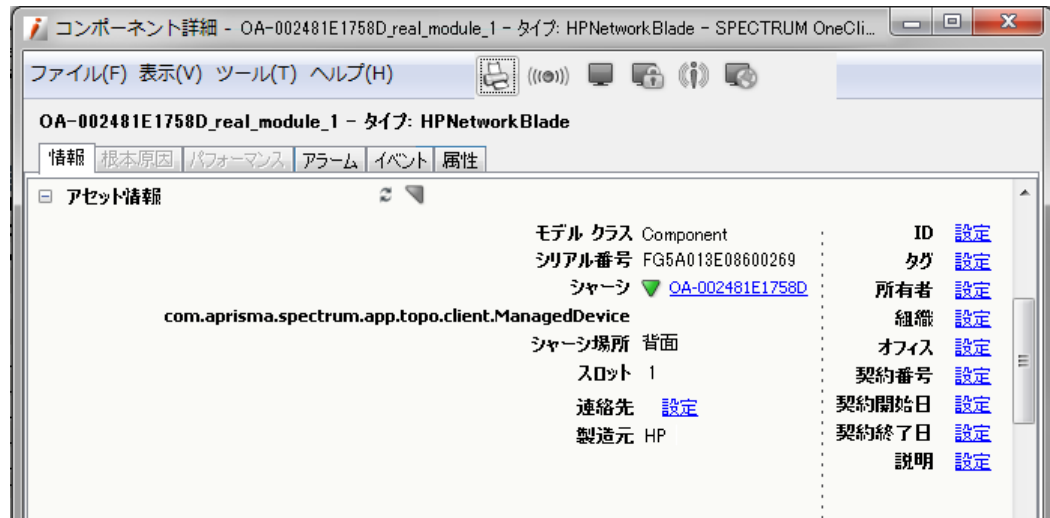 コンポーネント詳細 - OA-002481E1758D_real_module_1 - タイプ: HPNetworkBlade - SPECTRUM OneCli...
ファイル(F) 表示(V) ツール(T) ヘルプ(H)
OA-002481E1758D_real_module_1 - タイプ: HPNetworkBlade
情報 根本原因 パフォーマンス アラーム イベント 属性
アセット情報
モデル クラス Component
シリアル番号 FG5A013E08600269
シャーシ OA-002481E1758D
com.aprisma.spectrum.app.topo.client.ManagedDevice
シャーシ場所 背面
スロット 1
連絡先 設定
製造元 HP
ID 設定
タグ 設定
所有者 設定
組織 設定
オフィス 設定
契約番号 設定
契約開始日 設定
契約終了日 設定
説明 設定